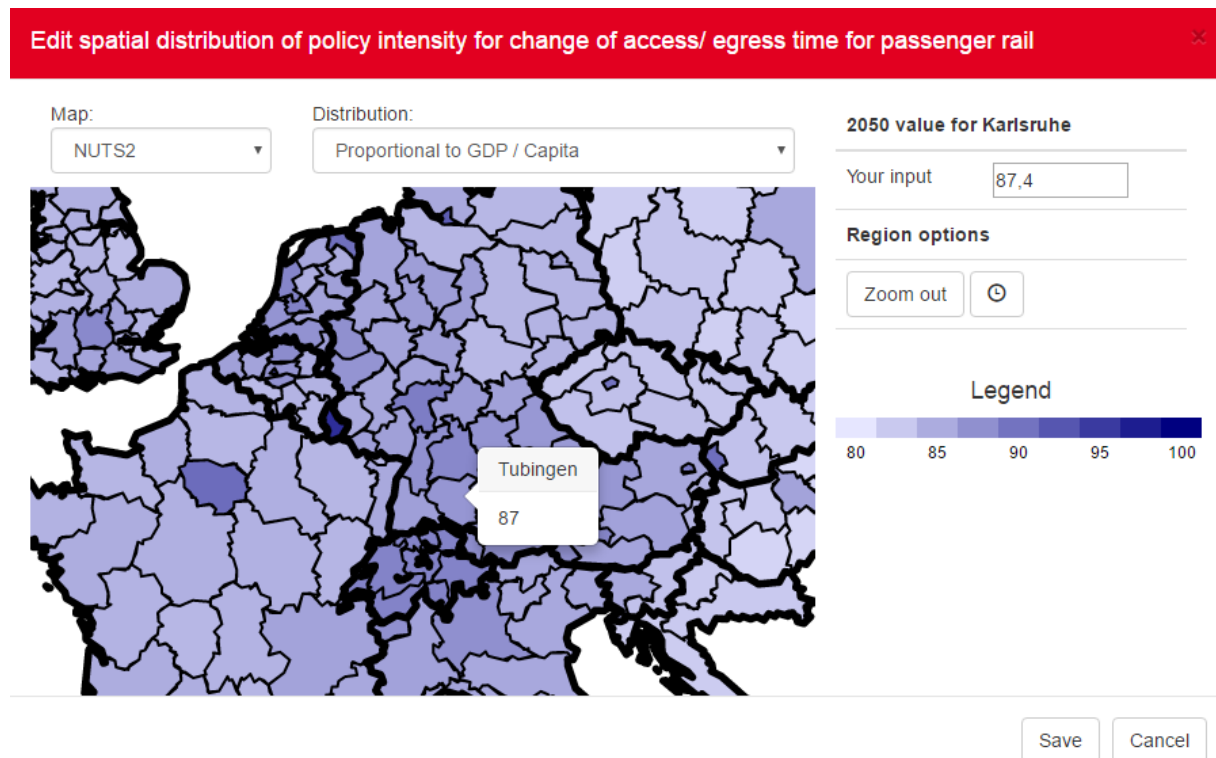 Edit spatial distribution of policy intensity for change of access/ egress time for passenger rail
×
Map:
Distribution:
NUTS2
Proportional to GDP / Capita
2050 value for Karlsruhe
Your input
87,4
Region options
Zoom out
Legend
80 85 90 95 100
Tubingen
87
Save
Cancel